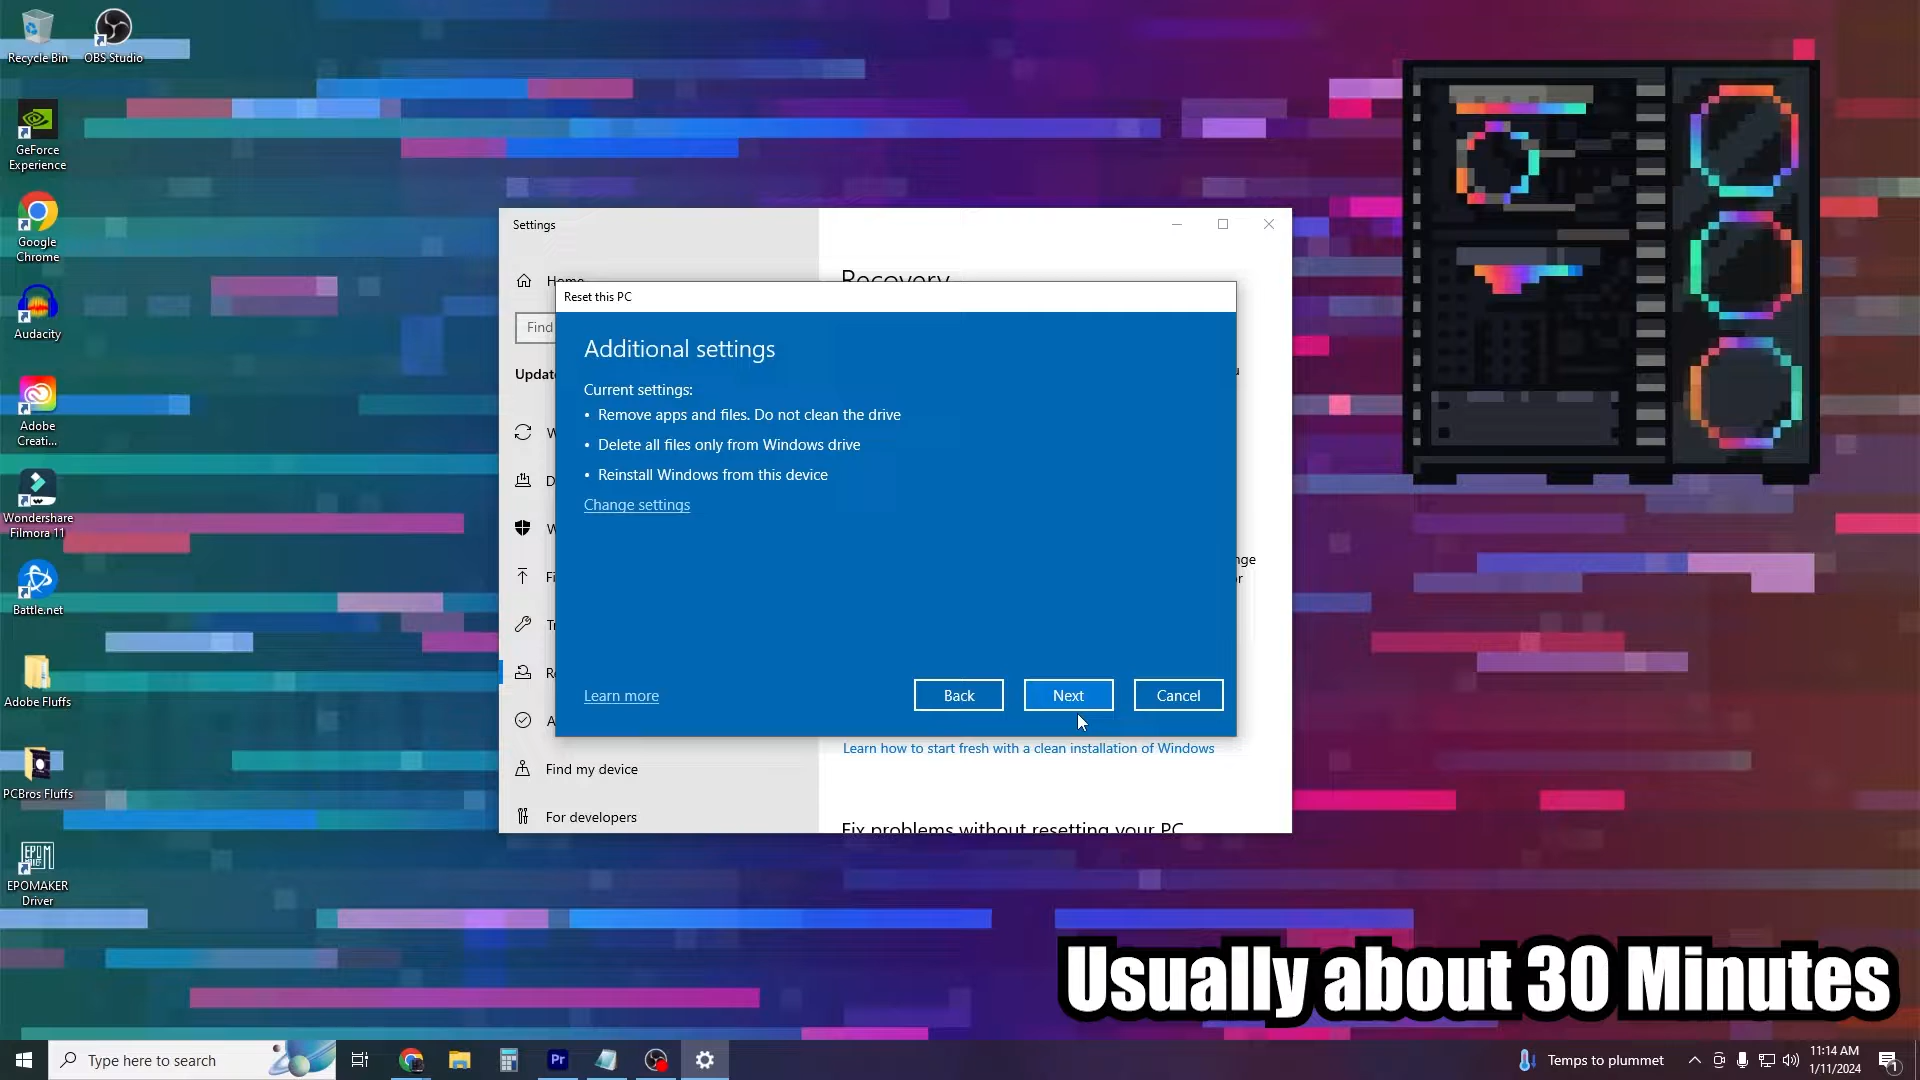 Recycle Bin
OBS Studio
GeForce
Experience
Google
Chrome
Audacity
Adobe
Creati...
Wondershare
Filmora 11
Battle.net
Adobe Fluffs
PCBros Fluffs
EPOMAKER
Driver
Settings
Home
Find
Update
Recovery
Reset this PC
Additional settings
Current settings:
• Remove apps and files. Do not clean the drive
• Delete all files only from Windows drive
• Reinstall Windows from this device
Change settings
Learn more
Back
Next
Cancel
Learn how to start fresh with a clean installation of Windows
Find my device
For developers
Fix problems without resetting your PC
Usually about 30 Minutes
Type here to search
Pr
Temps to plummet
11:14 AM
1/11/2024
1